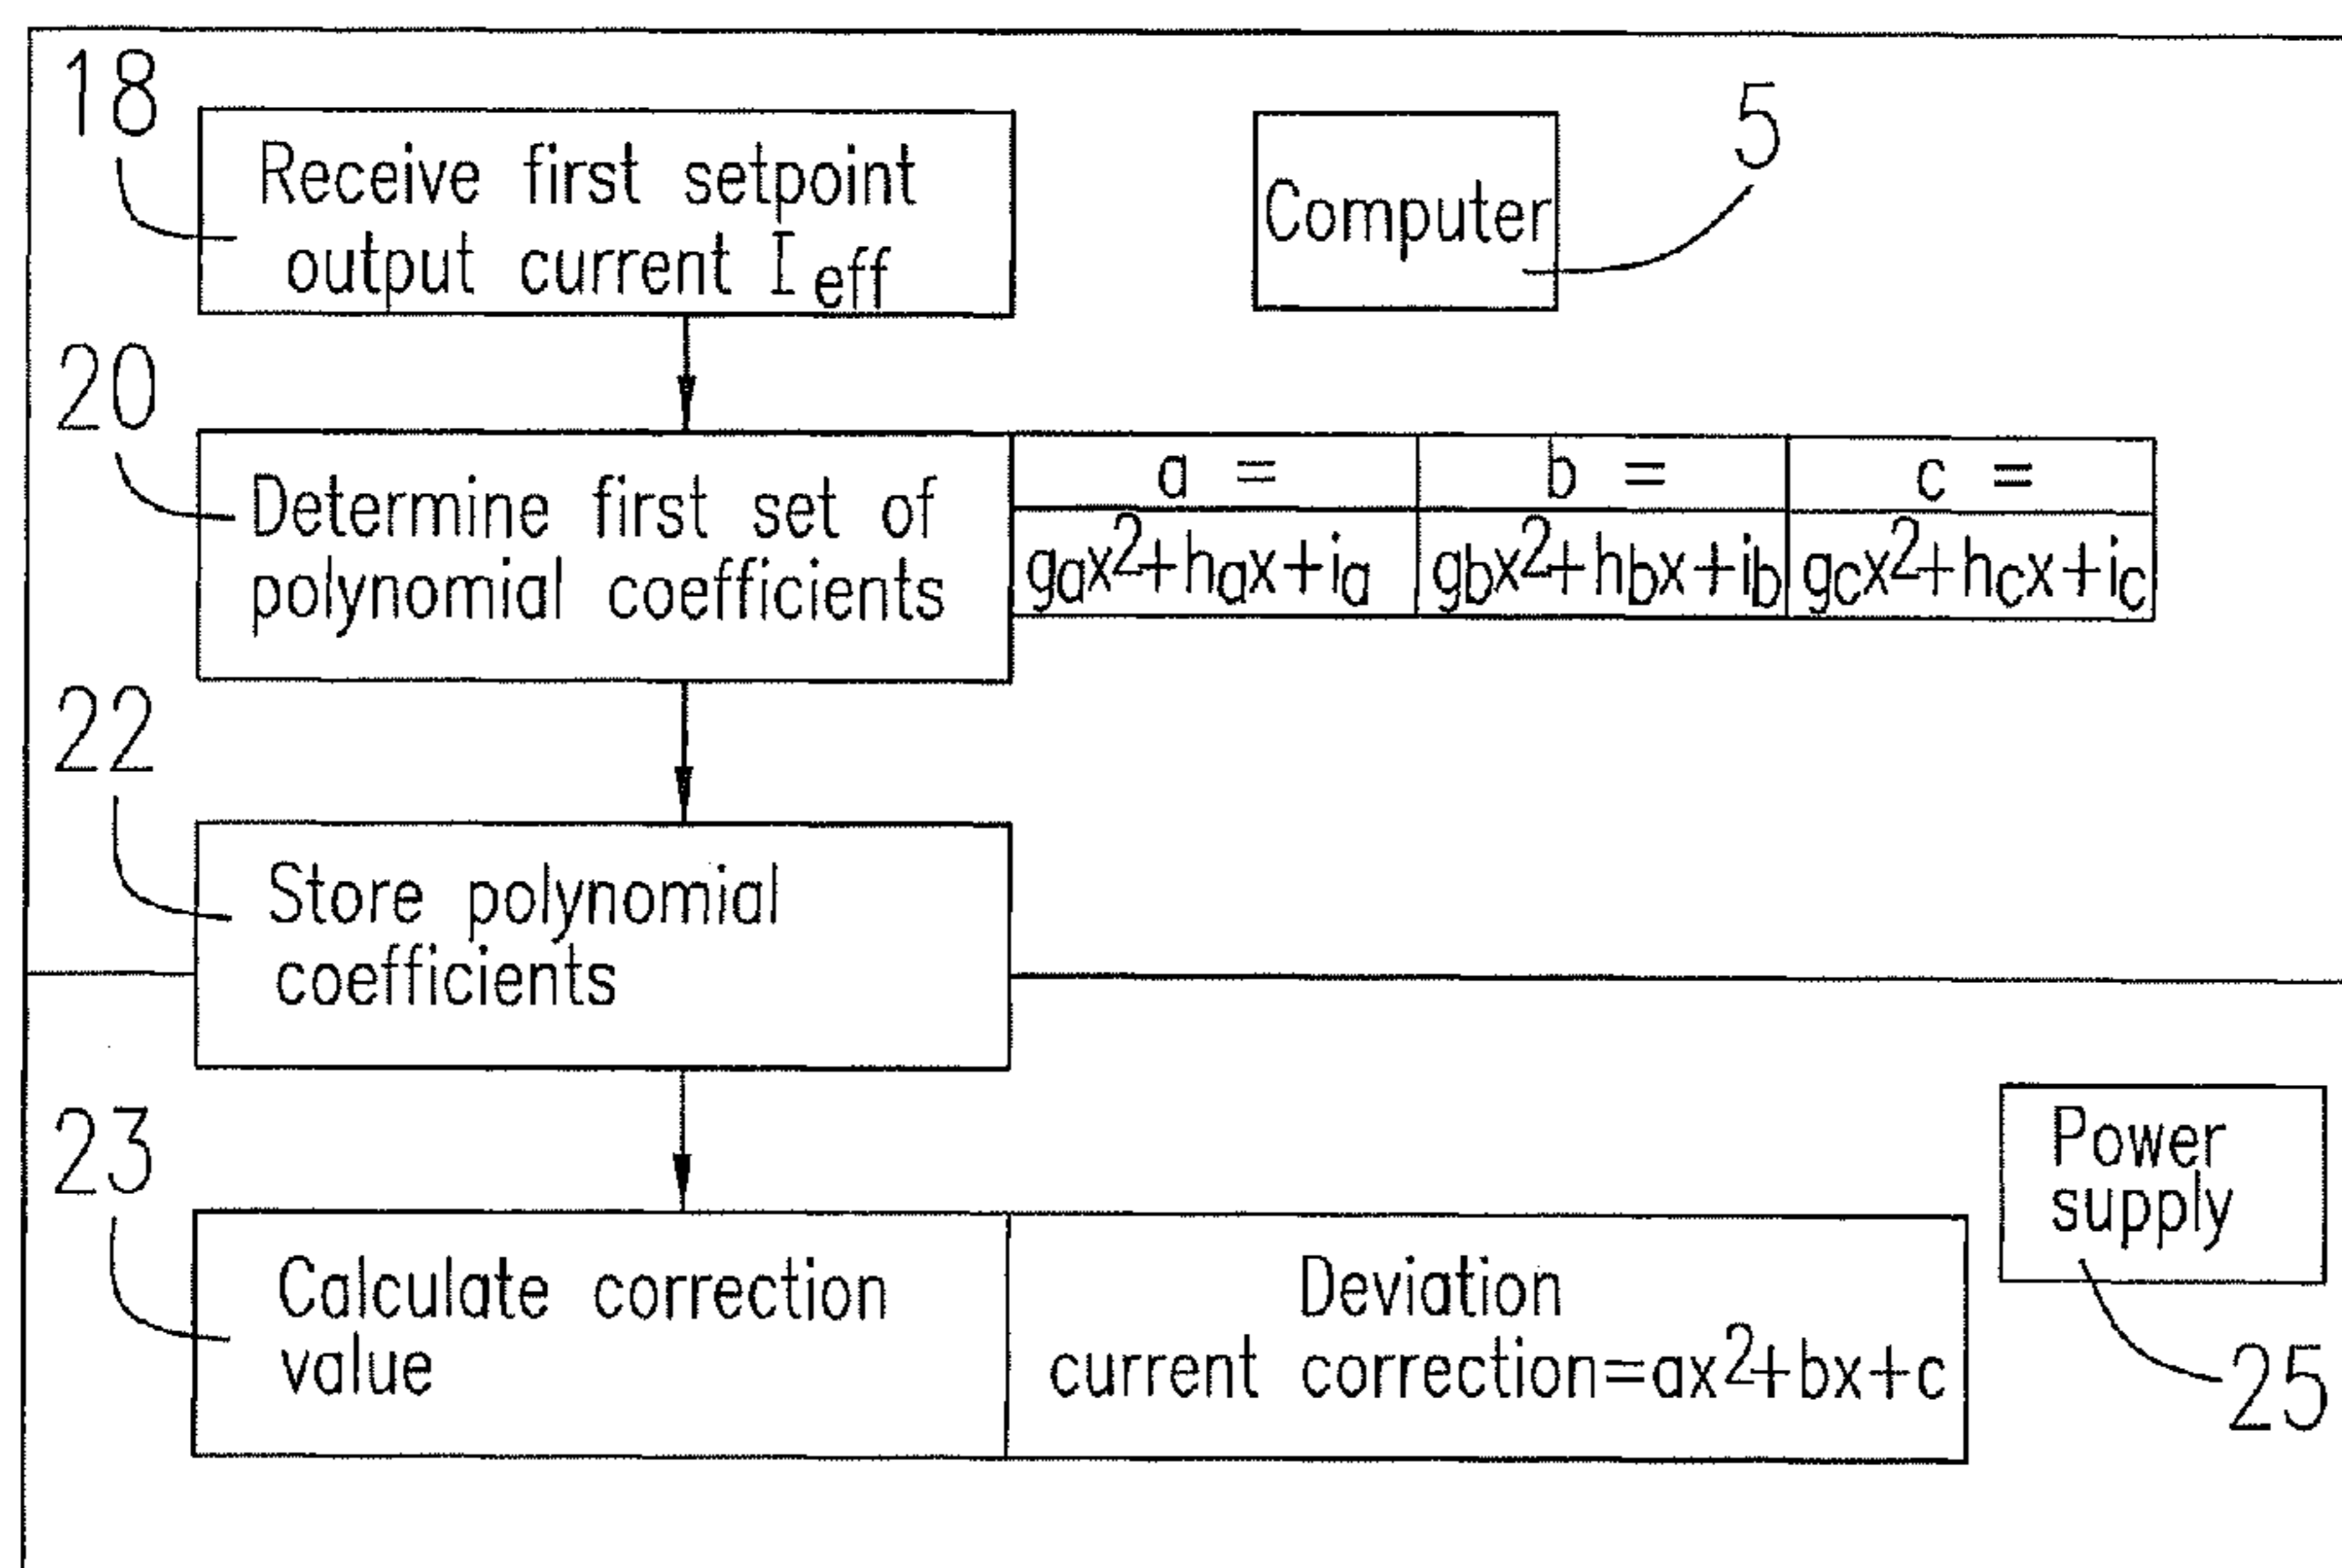 18
Receive first setpoint
output current I eff
Computer
5
20
Determine first set of
polynomial coefficients
a =
b =
c =
gax²+hax+ia
gbx²+hbx+ib
gcx²+hcx+ic
22
Store polynomial
coefficients
23
Calculate correction
value
Deviation
current correction=ax²+bx+c
Power
supply
25